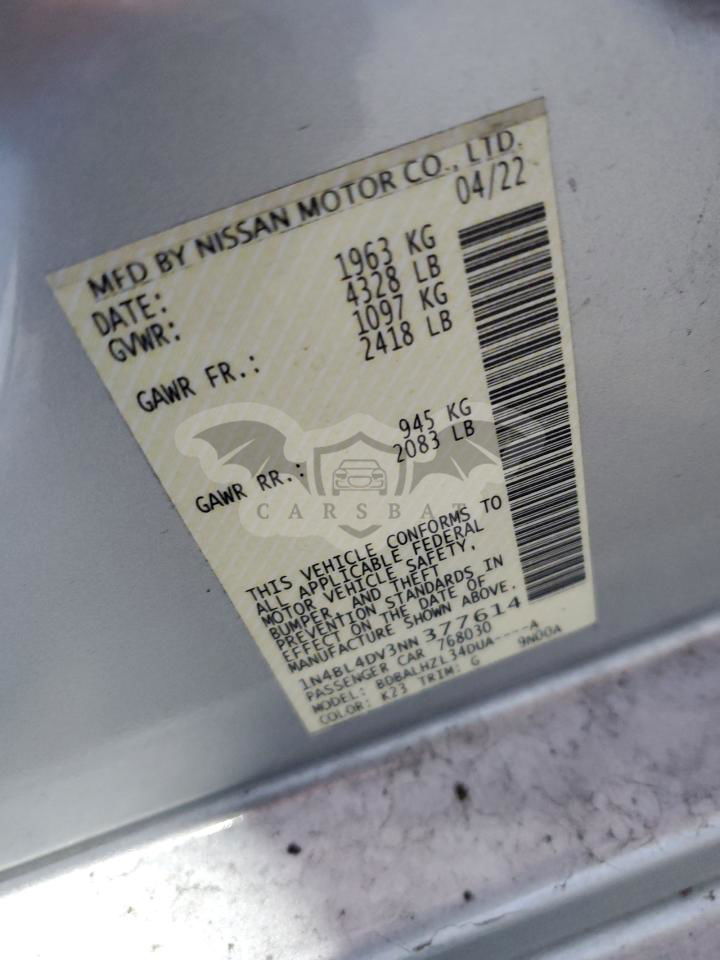 MFD BY NISSAN MOTOR CO., LTD.
DATE: 04/22
GVWR: 1963 KG
4328 LB
GAWR FR.: 1097 KG
2418 LB
GAWR RR.: 945 KG
2083 LB
CARSBAT
THIS VEHICLE CONFORMS TO
ALL APPLICABLE FEDERAL
MOTOR VEHICLE SAFETY,
BUMPER, AND THEFT
PREVENTION STANDARDS IN
EFFECT ON THE DATE OF
MANUFACTURE SHOWN ABOVE.
1N4BL4DV3NN377614
PASSENGER CAR 768030
MODEL: BDBALHZL34DUA----A
COLOR: K23 TRIM: G 9N00A